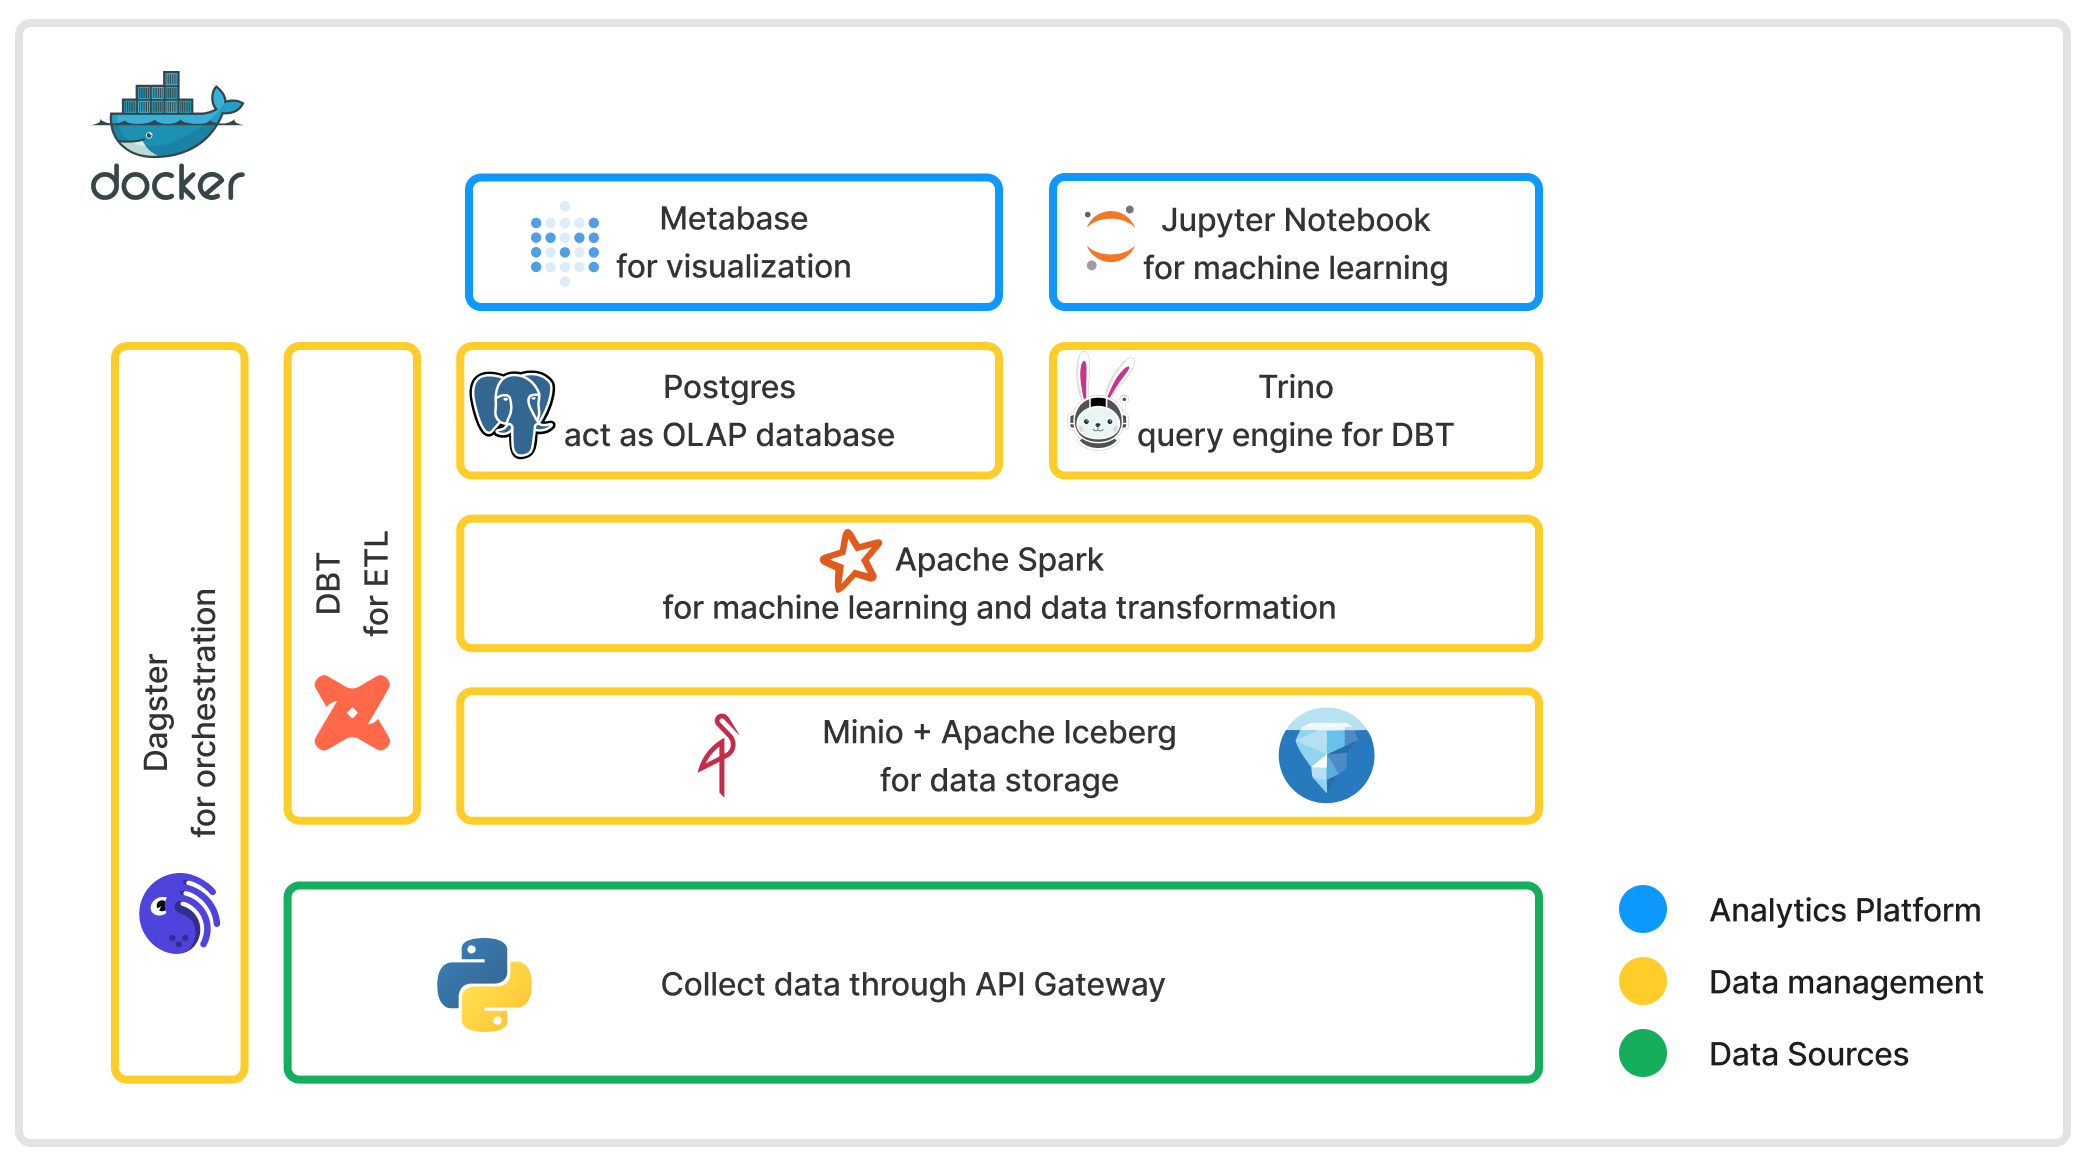 docker
Metabase
for visualization
Jupyter Notebook
for machine learning
Dagster
for orchestration
DBT
for ETL
Postgres
act as OLAP database
Trino
query engine for DBT
Apache Spark
for machine learning and data transformation
Minio + Apache Iceberg
for data storage
Collect data through API Gateway
Analytics Platform
Data management
Data Sources